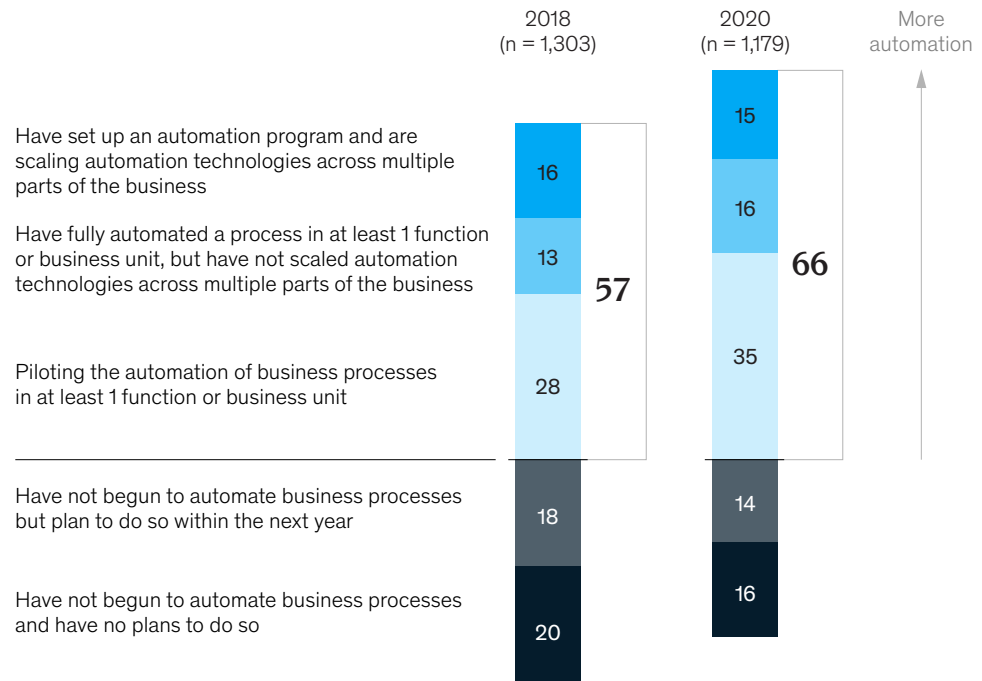 2018
(n = 1,303)
2020
(n = 1,179)
More
automation
Have set up an automation program and are
scaling automation technologies across multiple
parts of the business
16
15
Have fully automated a process in at least 1 function
or business unit, but have not scaled automation
technologies across multiple parts of the business
13
16
57
66
Piloting the automation of business processes
in at least 1 function or business unit
28
35
Have not begun to automate business processes
but plan to do so within the next year
18
14
Have not begun to automate business processes
and have no plans to do so
20
16